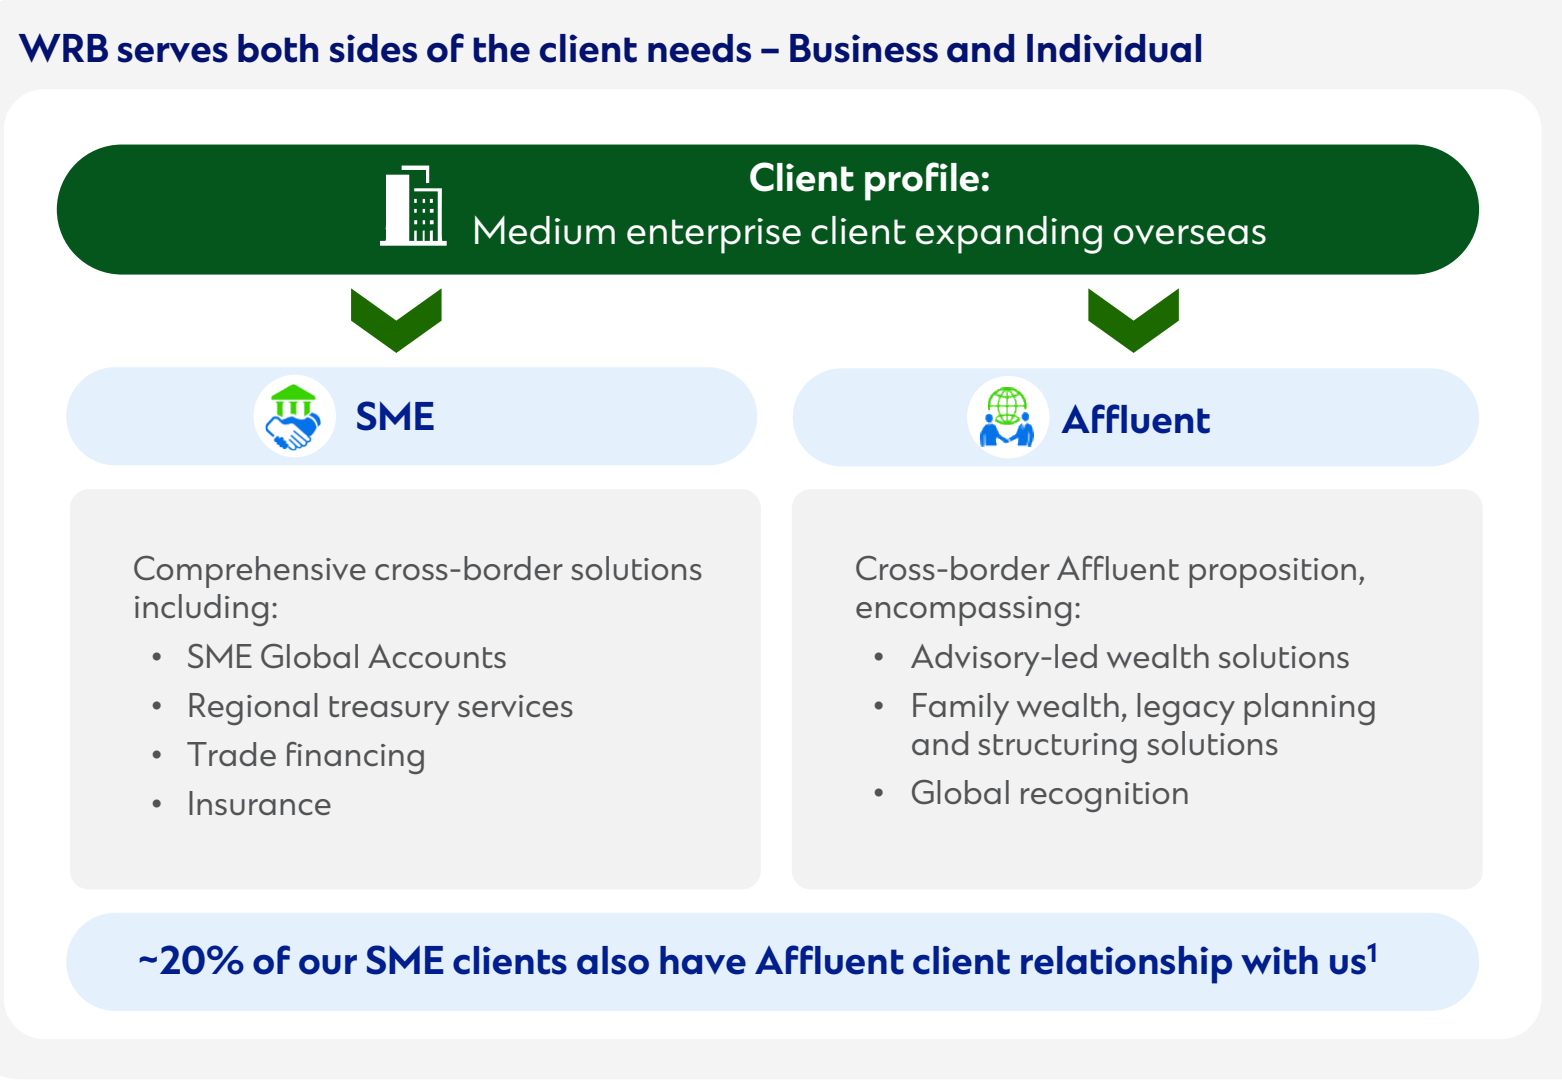 WRB serves both sides of the client needs – Business and Individual
Client profile:
Medium enterprise client expanding overseas
SME
Comprehensive cross-border solutions
including:
• SME Global Accounts
• Regional treasury services
• Trade financing
• Insurance
Affluent
Cross-border Affluent proposition,
encompassing:
• Advisory-led wealth solutions
• Family wealth, legacy planning
and structuring solutions
• Global recognition
~20% of our SME clients also have Affluent client relationship with us¹